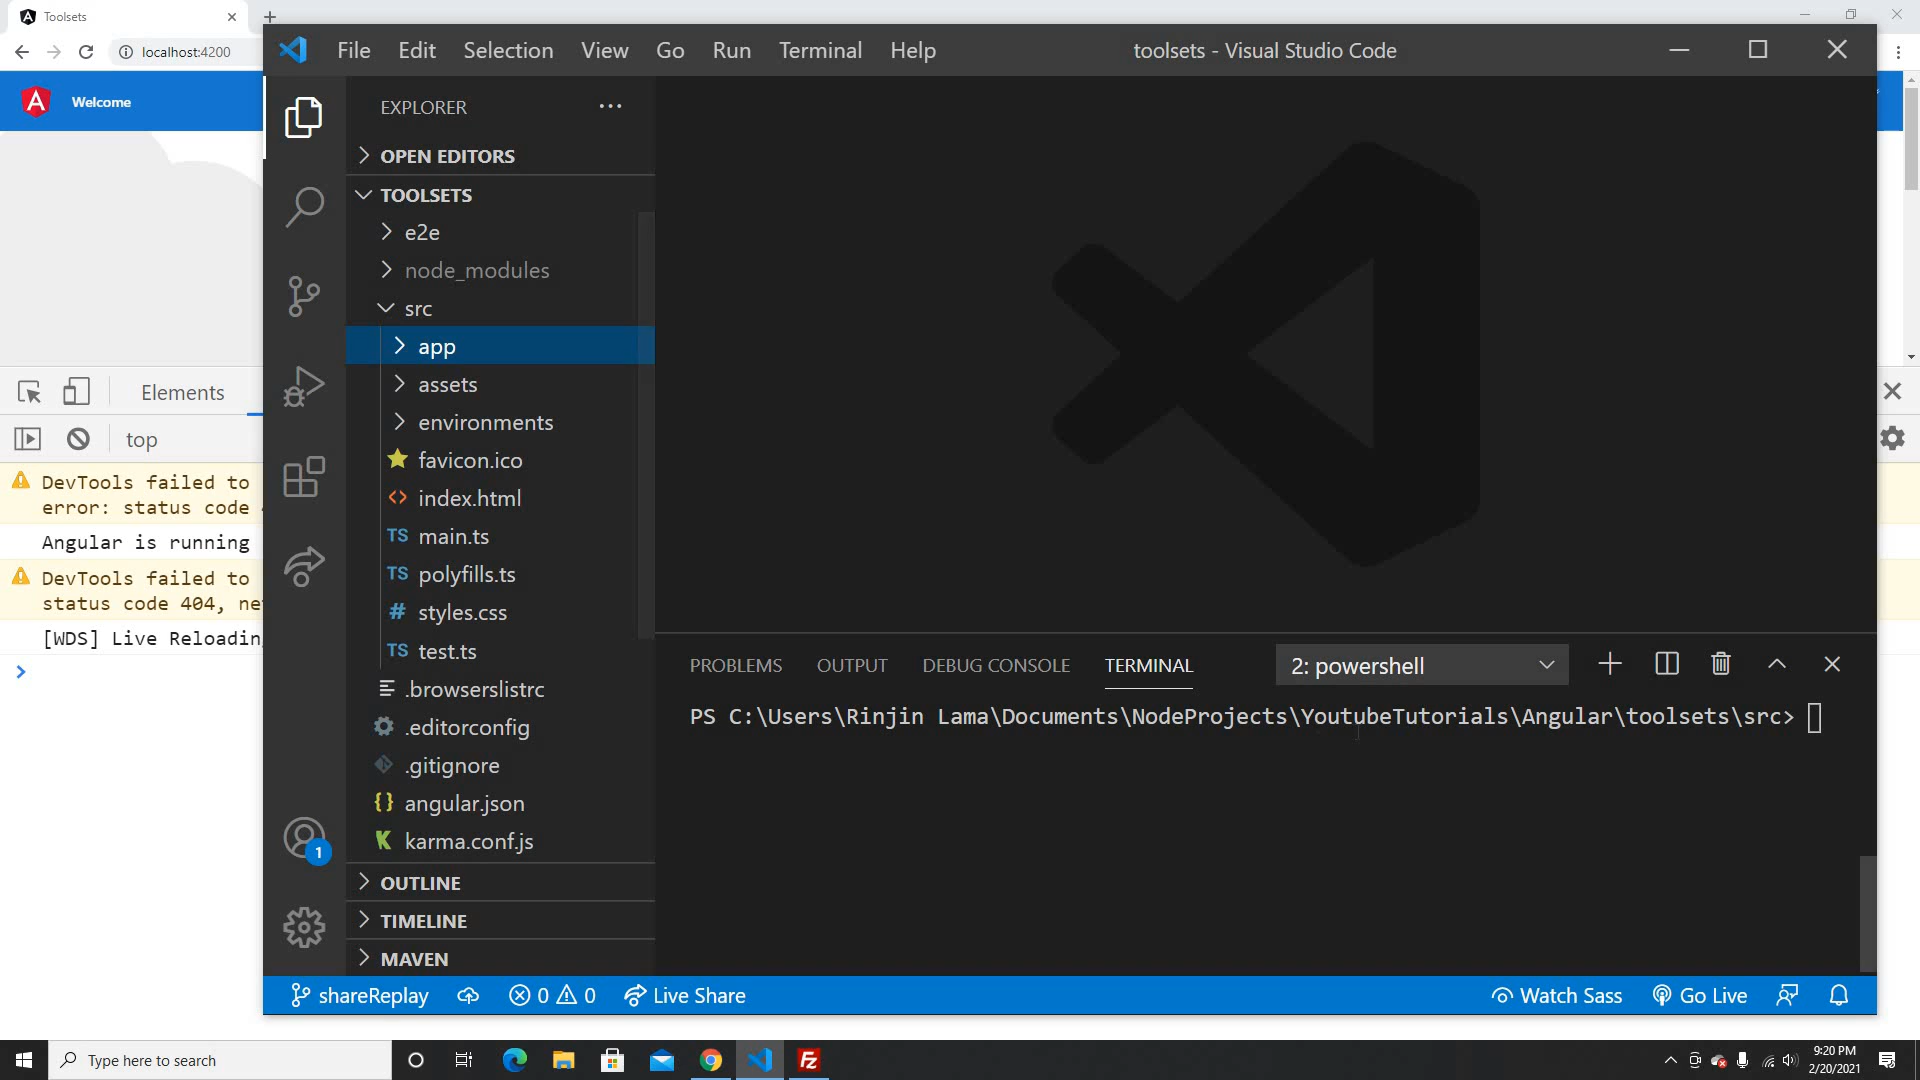 Toolsets
localhost:4200
Welcome
File Edit Selection View Go Run Terminal Help
toolsets - Visual Studio Code
EXPLORER
OPEN EDITORS
TOOLSETS
e2e
node_modules
src
app
assets
environments
favicon.ico
<> index.html
TS main.ts
TS polyfills.ts
# styles.css
TS test.ts
.browserslistrc
.editorconfig
.gitignore
{} angular.json
karma.conf.js
OUTLINE
TIMELINE
MAVEN
1
Elements
top
DevTools failed to
error: status code
Angular is running
DevTools failed to
status code 404, ne
[WDS] Live Reloadin
PROBLEMS OUTPUT DEBUG CONSOLE TERMINAL
2: powershell
PS C:\Users\Rinjin Lama\Documents\NodeProjects\YoutubeTutorials\Angular\toolsets\src>
shareReplay
0 0
Live Share
Watch Sass
Go Live
Type here to search
9:20 PM
2/20/2021